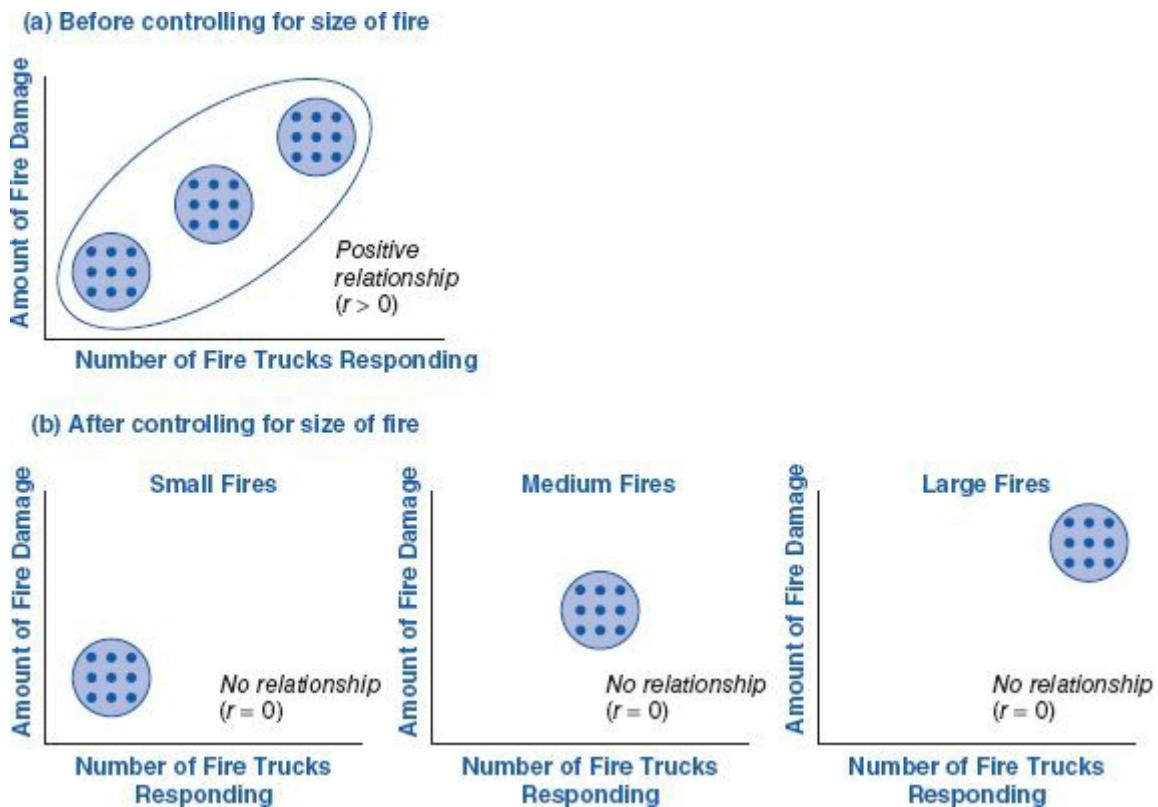 (a) Before controlling for size of fire
Amount of Fire Damage
Positive
relationship
(r > 0)
Number of Fire Trucks Responding
(b) After controlling for size of fire
Amount of Fire Damage
Small Fires
No relationship
(r = 0)
Number of Fire Trucks
Responding
Amount of Fire Damage
Medium Fires
No relationship
(r = 0)
Number of Fire Trucks
Responding
Amount of Fire Damage
Large Fires
No relationship
(r = 0)
Number of Fire Trucks
Responding